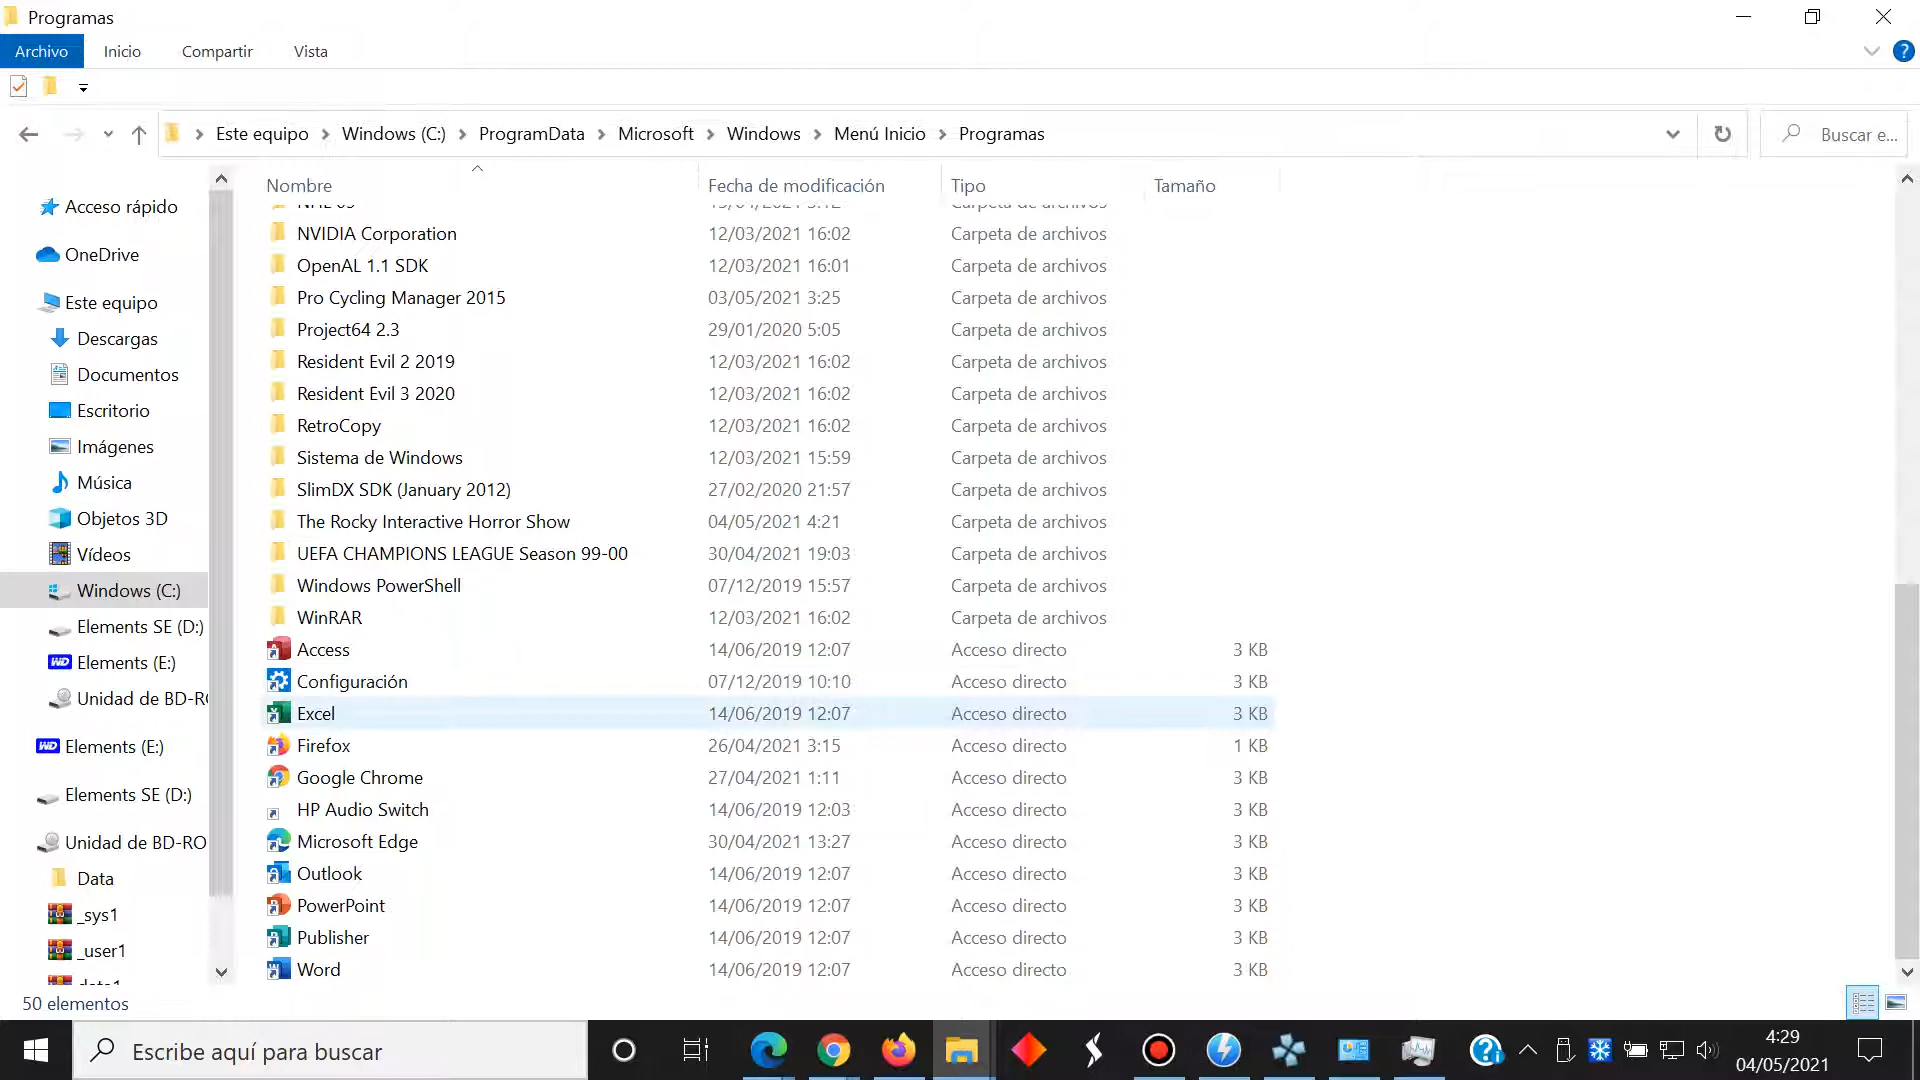 Programas
Archivo Inicio Compartir Vista
Este equipo Windows (C:) ProgramData Microsoft Windows Menú Inicio Programas Buscar e...
Nombre Fecha de modificación Tipo Tamaño
NVIDIA Corporation 12/03/2021 16:02 Carpeta de archivos
OpenAL 1.1 SDK 12/03/2021 16:01 Carpeta de archivos
Pro Cycling Manager 2015 03/05/2021 3:25 Carpeta de archivos
Project64 2.3 29/01/2020 5:05 Carpeta de archivos
Resident Evil 2 2019 12/03/2021 16:02 Carpeta de archivos
Resident Evil 3 2020 12/03/2021 16:02 Carpeta de archivos
RetroCopy 12/03/2021 16:02 Carpeta de archivos
Sistema de Windows 12/03/2021 15:59 Carpeta de archivos
SlimDX SDK (January 2012) 27/02/2020 21:57 Carpeta de archivos
The Rocky Interactive Horror Show 04/05/2021 4:21 Carpeta de archivos
UEFA CHAMPIONS LEAGUE Season 99-00 30/04/2021 19:03 Carpeta de archivos
Windows PowerShell 07/12/2019 15:57 Carpeta de archivos
WinRAR 12/03/2021 16:02 Carpeta de archivos
Access 14/06/2019 12:07 Acceso directo 3 KB
Configuración 07/12/2019 10:10 Acceso directo 3 KB
Excel 14/06/2019 12:07 Acceso directo 3 KB
Firefox 26/04/2021 3:15 Acceso directo 1 KB
Google Chrome 27/04/2021 1:11 Acceso directo 3 KB
HP Audio Switch 14/06/2019 12:03 Acceso directo 3 KB
Microsoft Edge 30/04/2021 13:27 Acceso directo 3 KB
Outlook 14/06/2019 12:07 Acceso directo 3 KB
PowerPoint 14/06/2019 12:07 Acceso directo 3 KB
Publisher 14/06/2019 12:07 Acceso directo 3 KB
Word 14/06/2019 12:07 Acceso directo 3 KB
Acceso rápido
OneDrive
Este equipo
Descargas
Documentos
Escritorio
Imágenes
Música
Objetos 3D
Vídeos
Windows (C:)
Elements SE (D:)
Elements (E:)
Unidad de BD-RO
Elements (E:)
Elements SE (D:)
Unidad de BD-RO
Data
_sys1
_user1
50 elementos
Escribe aquí para buscar
4:29
04/05/2021